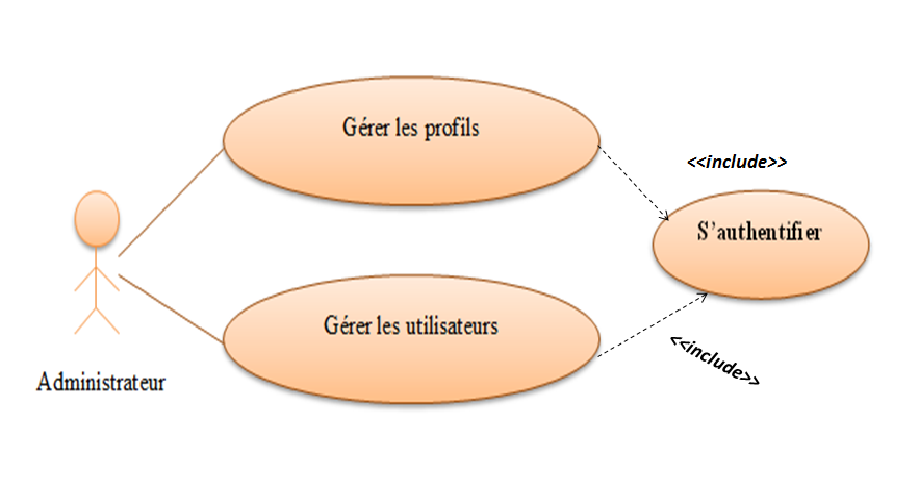 Gérer les profils
<<include>>
S'authentifier
Gérer les utilisateurs
<<include>>
Administrateur